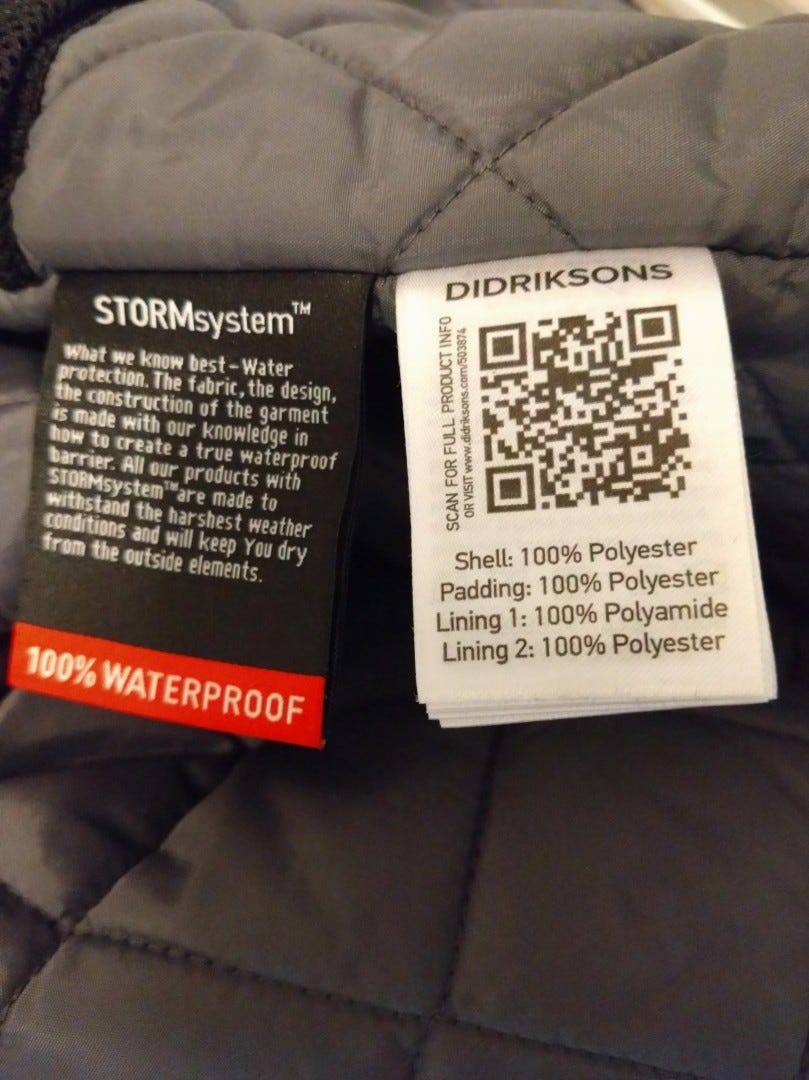 STORMsystem™
What we know best – Water
protection. The fabric, the design,
the construction of the garment
is made with our knowledge in
how to create a true waterproof
barrier. All our products with
STORMsystem™ are made to
withstand the harshest weather
conditions and will keep You dry
from the outside elements.
100% WATERPROOF
DIDRIKSONS
SCAN FOR FULL PRODUCT INFO
OR VISIT www.didriksons.com/503874
Shell: 100% Polyester
Padding: 100% Polyester
Lining 1: 100% Polyamide
Lining 2: 100% Polyester